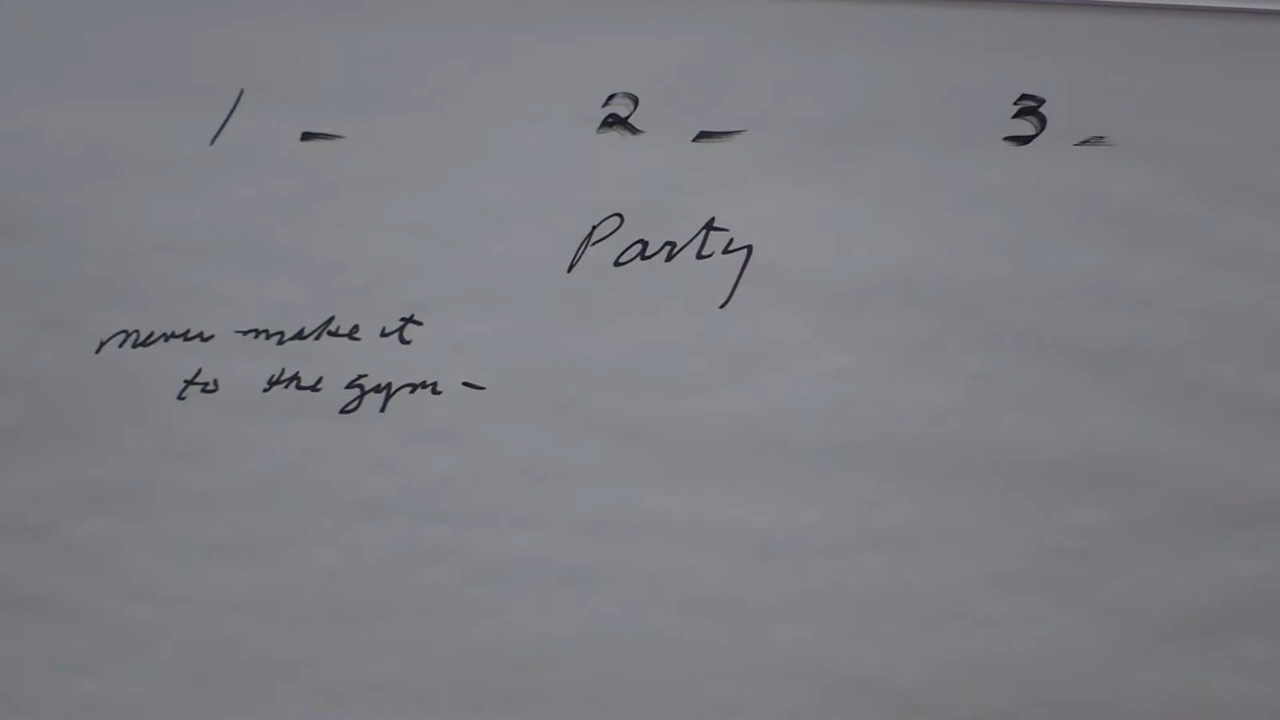 1 - 2 - 3 -
Party
never make it
to the gym -